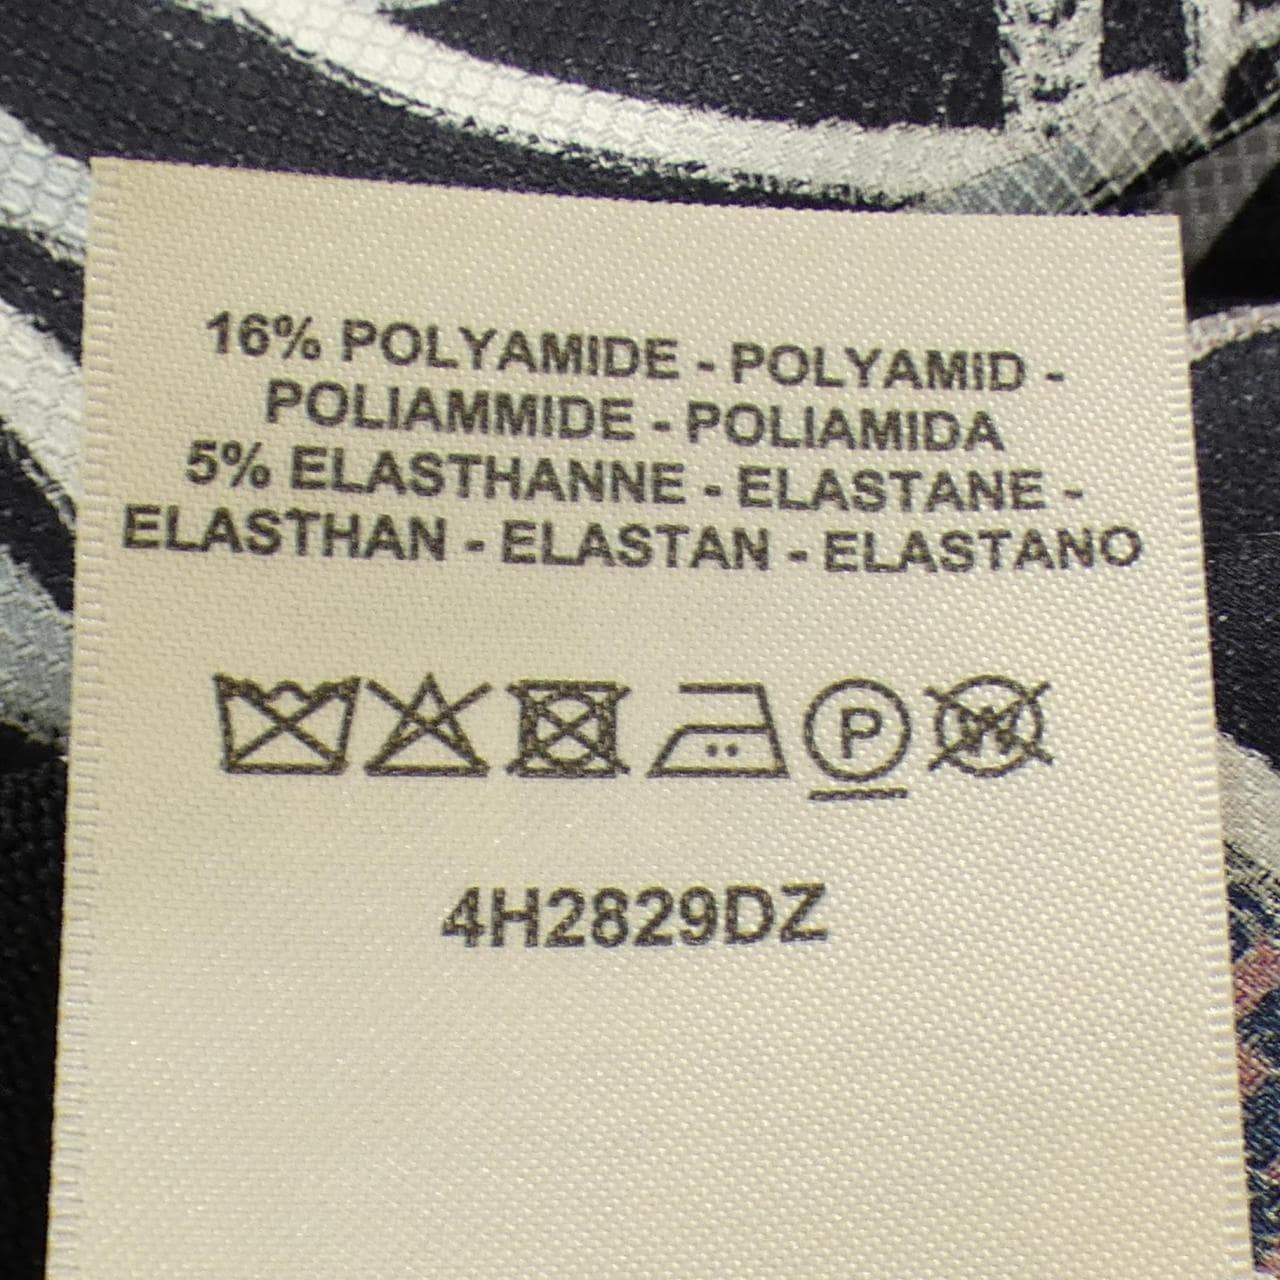 16% POLYAMIDE - POLYAMID -
POLIAMMIDE - POLIAMIDA
5% ELASTHANNE - ELASTANE -
ELASTHAN - ELASTAN - ELASTANO
P W
4H2829DZ